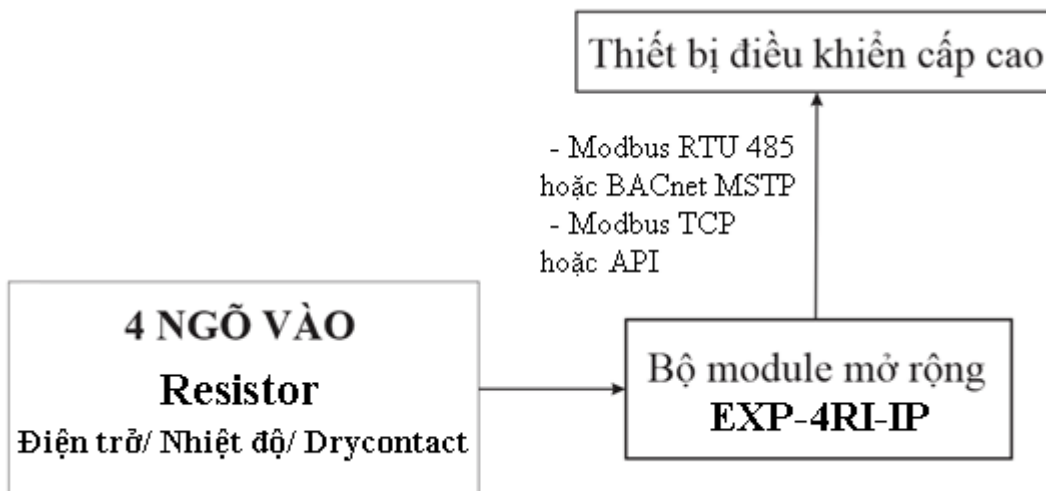 Thiết bị điều khiển cấp cao
- Modbus RTU 485
hoặc BACnet MSTP
- Modbus TCP
hoặc API
4 NGÕ VÀO
Resistor
Điện trở/ Nhiệt độ/ Drycontact
Bộ module mở rộng
EXP-4RI-IP